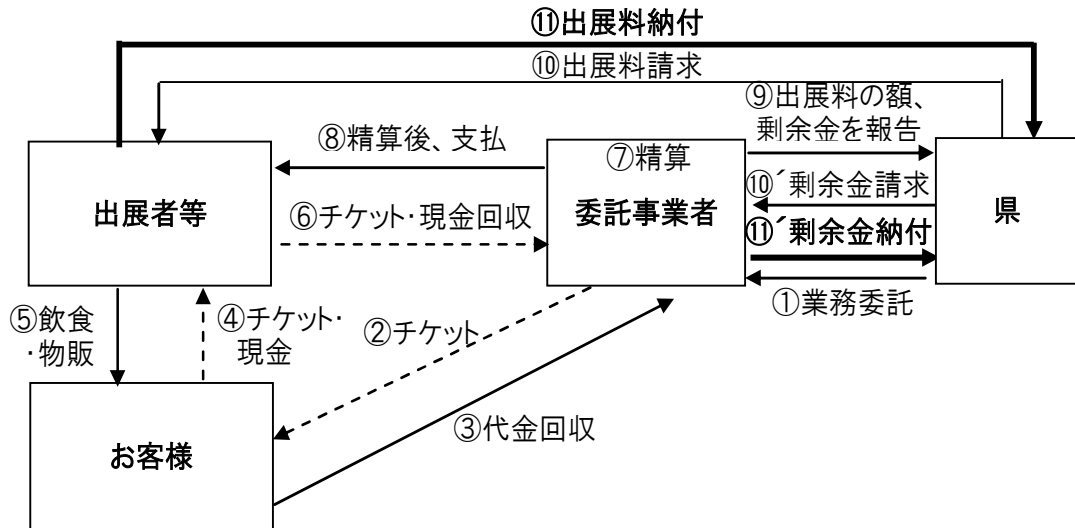 ⑪出展料納付
⑩出展料請求
⑨出展料の額、
剰余金を報告
⑧精算後、支払
⑦精算
出展者等
委託事業者
県
⑩´剰余金請求
⑥チケット・現金回収
⑪´剰余金納付
①業務委託
⑤飲食
・物販
④チケット・
現金
②チケット
③代金回収
お客様